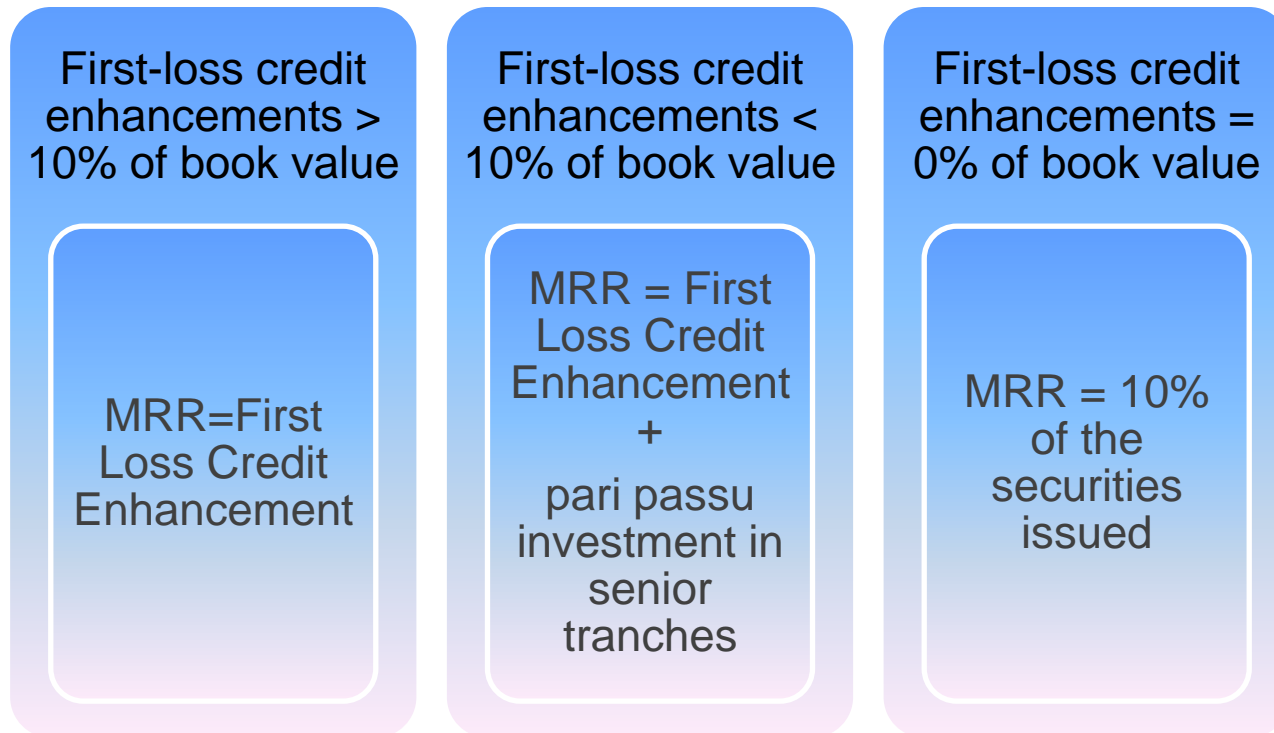 First-loss credit
enhancements >
10% of book value
MRR=First
Loss Credit
Enhancement
First-loss credit
enhancements <
10% of book value
MRR = First
Loss Credit
Enhancement
+
pari passu
investment in
senior
tranches
First-loss credit
enhancements =
0% of book value
MRR = 10%
of the
securities
issued